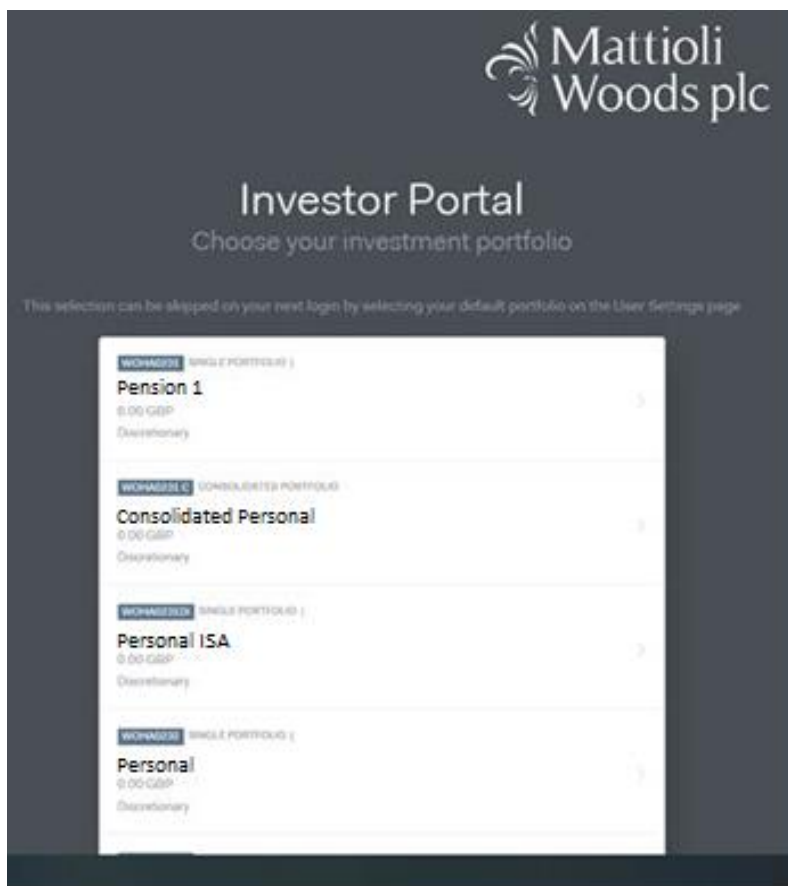 Mattioli
Woods plc
Investor Portal
Choose your investment portfolio
This selection can be skipped on your next login by selecting your default portfolio on the User Settings page
SINGLE PORTFOLIO |
Pension 1
0.00 GBP
Discretionary
CONSOLIDATED PORTFOLIO
Consolidated Personal
0.00 GBP
Discretionary
SINGLE PORTFOLIO |
Personal ISA
0.00 GBP
Discretionary
SINGLE PORTFOLIO |
Personal
0.00 GBP
Discretionary